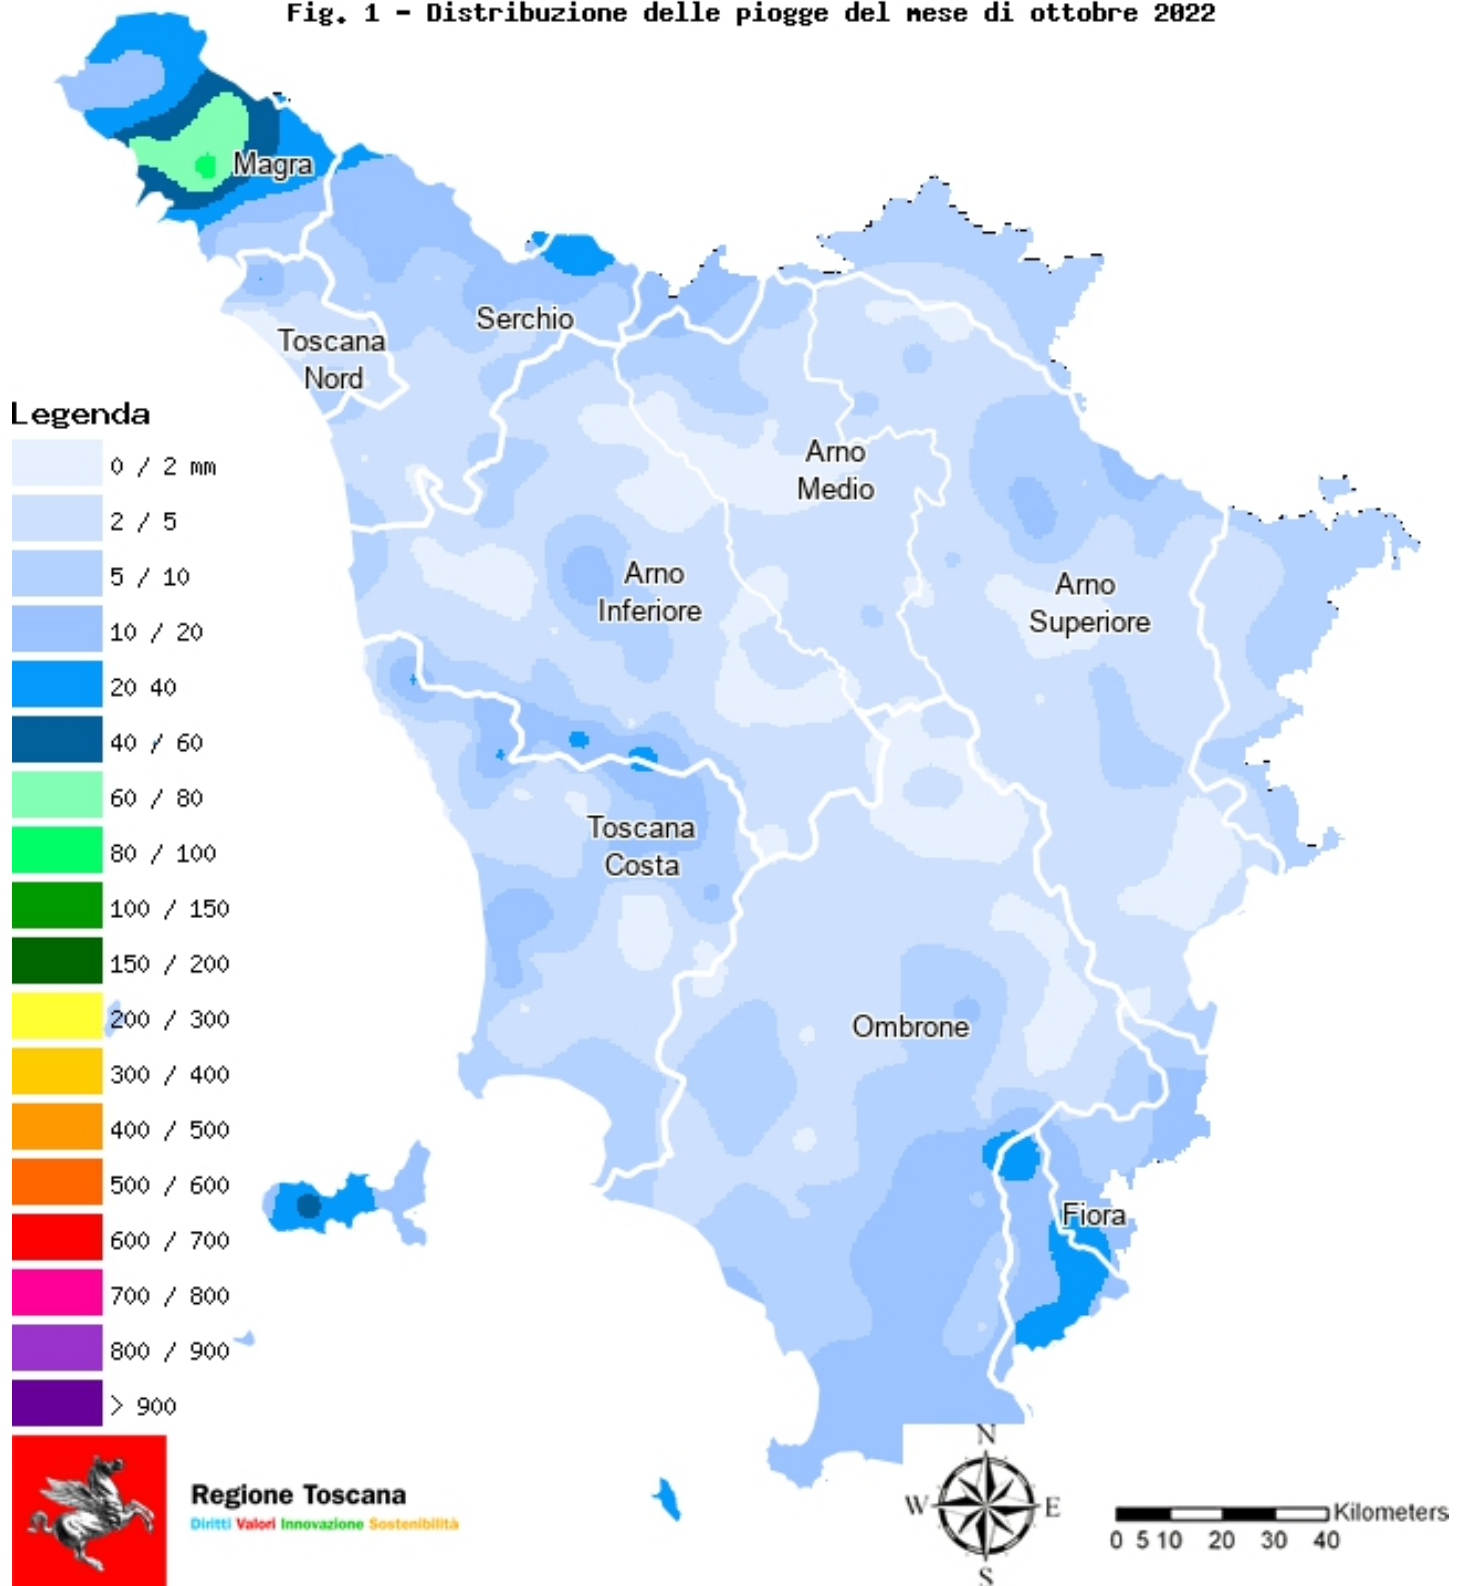 Fig. 1 - Distribuzione delle piogge del mese di ottobre 2022
Magra
Serchio
Toscana
Nord
Legenda
0 / 2 mm
2 / 5
5 / 10
10 / 20
20 40
40 / 60
60 / 80
80 / 100
100 / 150
150 / 200
200 / 300
300 / 400
400 / 500
500 / 600
600 / 700
700 / 800
800 / 900
> 900
Arno
Medio
Arno
Inferiore
Arno
Superiore
Toscana
Costa
Ombrone
Fiora
Regione Toscana
Diritti Valori Innovazione Sostenibilità
N
W E
S
Kilometers
0 5 10 20 30 40